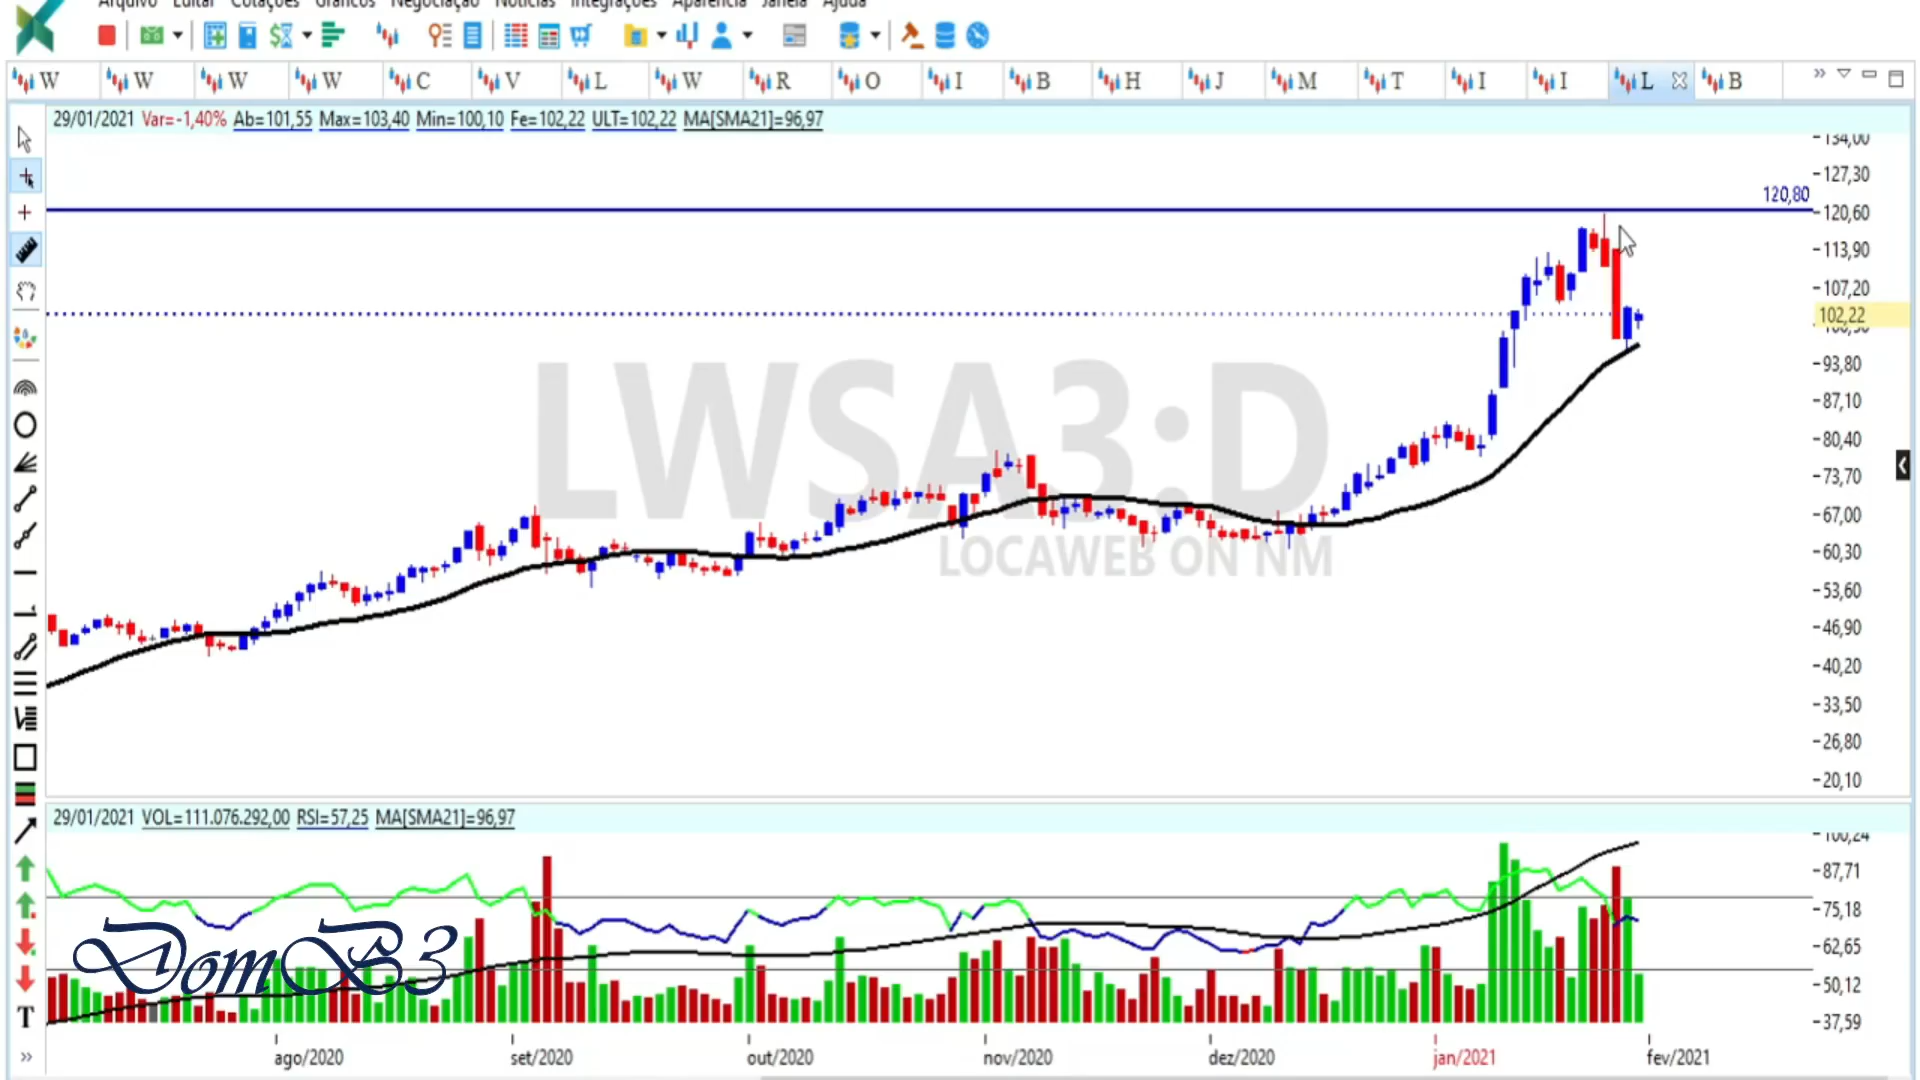 Arquivo Editar Cotações Gráficos Negociação Notícias Integrações Aparência Janela Ajuda
W W W W C V L W R O I B H J M T I I L B
29/01/2021 Var=-1,40% Ab=101,55 Max=103,40 Min=100,10 Fe=102,22 ULT=102,22 MA[SMA21]=96,97
134,00
127,30
120,80
120,60
113,90
107,20
102,22
100,50
93,80
87,10
80,40
73,70
67,00
60,30
53,60
46,90
40,20
33,50
26,80
20,10
LWSA3:D
LOCAWEB ON NM
29/01/2021 VOL=111.076.292,00 RSI=57,25 MA[SMA21]=96,97
100,24
87,71
75,18
62,65
50,12
37,59
DomB3
T
ago/2020 set/2020 out/2020 nov/2020 dez/2020 jan/2021 fev/2021